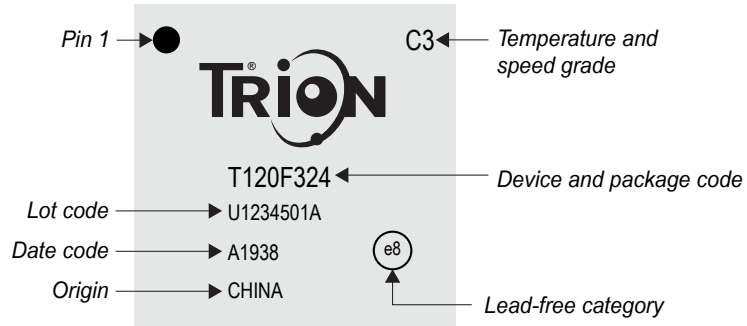 Pin 1
C3
Temperature and
speed grade
TRION®
T120F324
Device and package code
Lot code
U1234501A
Date code
A1938
e8
Origin
CHINA
Lead-free category